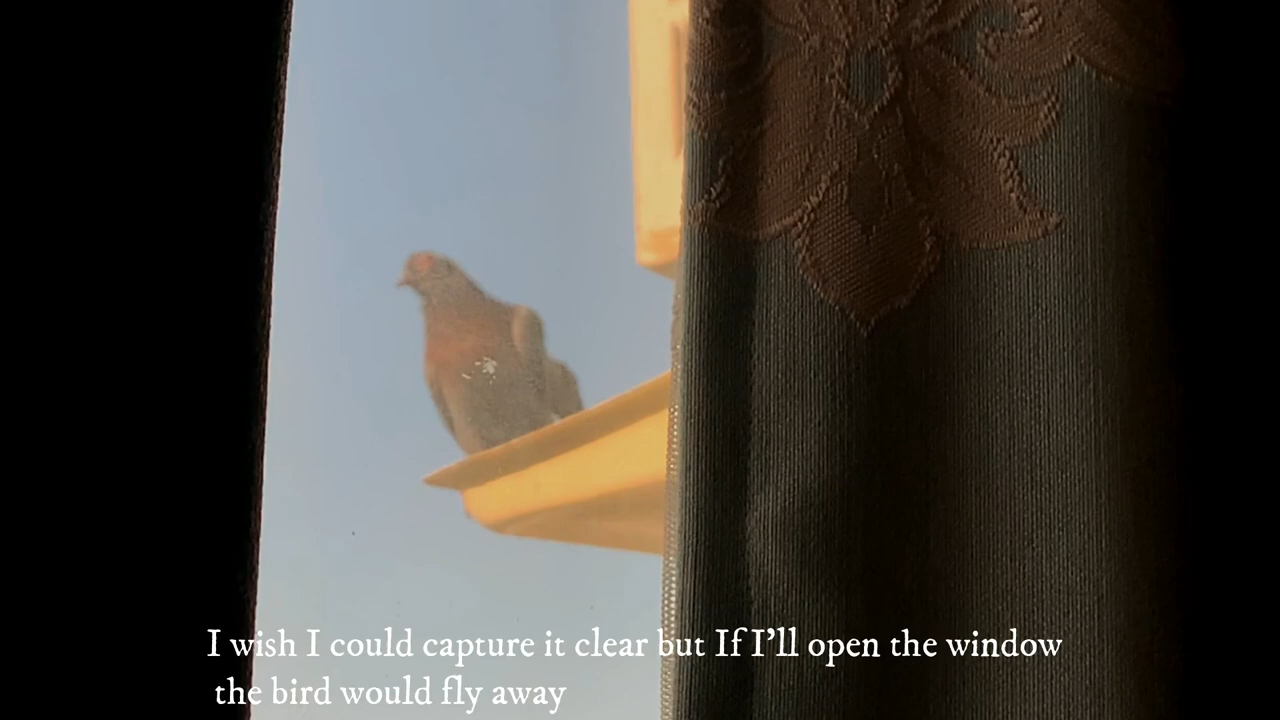 I wish I could capture it clear but If I'll open the window
the bird would fly away